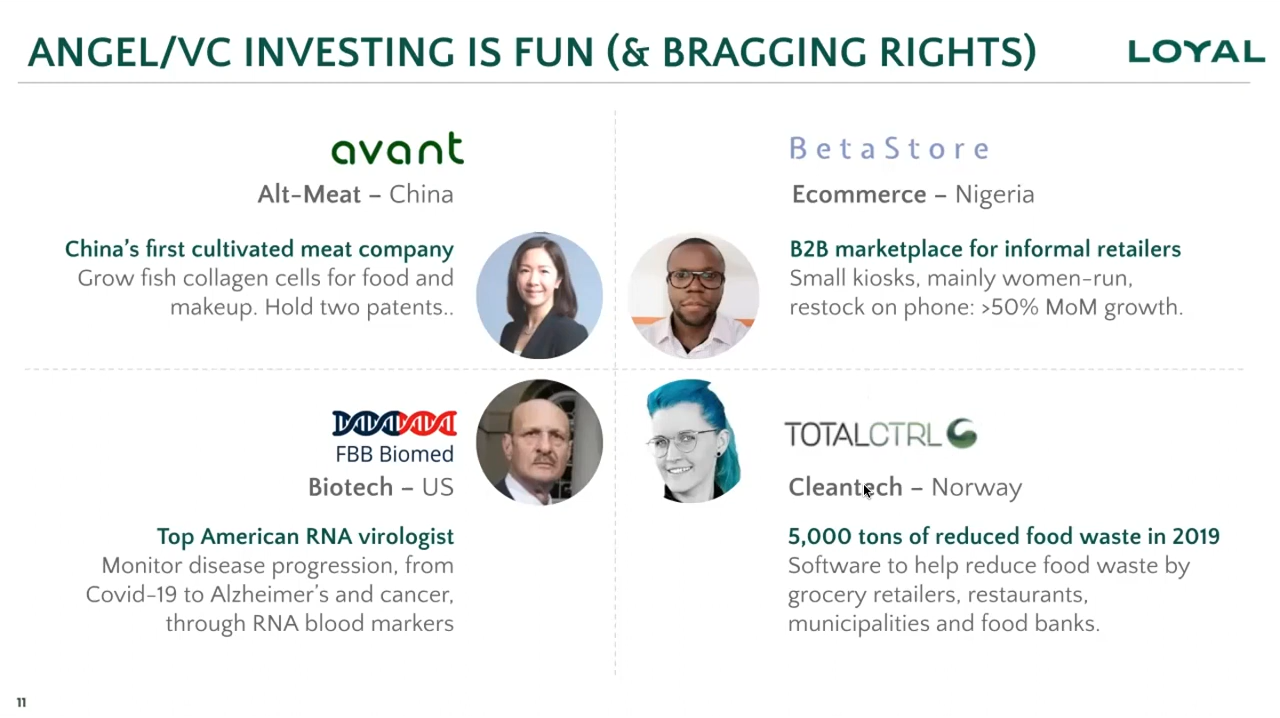 ANGEL/VC INVESTING IS FUN (& BRAGGING RIGHTS)
LOYAL
avant
Alt-Meat – China
China's first cultivated meat company
Grow fish collagen cells for food and
makeup. Hold two patents..
BetaStore
Ecommerce – Nigeria
B2B marketplace for informal retailers
Small kiosks, mainly women-run,
restock on phone: >50% MoM growth.
FBB Biomed
Biotech – US
Top American RNA virologist
Monitor disease progression, from
Covid-19 to Alzheimer's and cancer,
through RNA blood markers
TOTALCTRL
Cleantech – Norway
5,000 tons of reduced food waste in 2019
Software to help reduce food waste by
grocery retailers, restaurants,
municipalities and food banks.
11